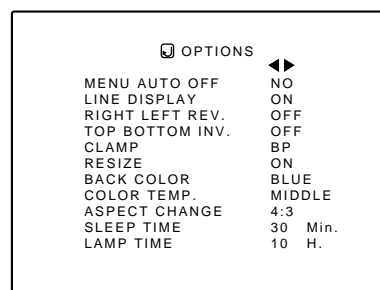 OPTIONS
MENU AUTO OFF NO
LINE DISPLAY ON
RIGHT LEFT REV. OFF
TOP BOTTOM INV. OFF
CLAMP BP
RESIZE ON
BACK COLOR BLUE
COLOR TEMP. MIDDLE
ASPECT CHANGE 4:3
SLEEP TIME 30 Min.
LAMP TIME 10 H.